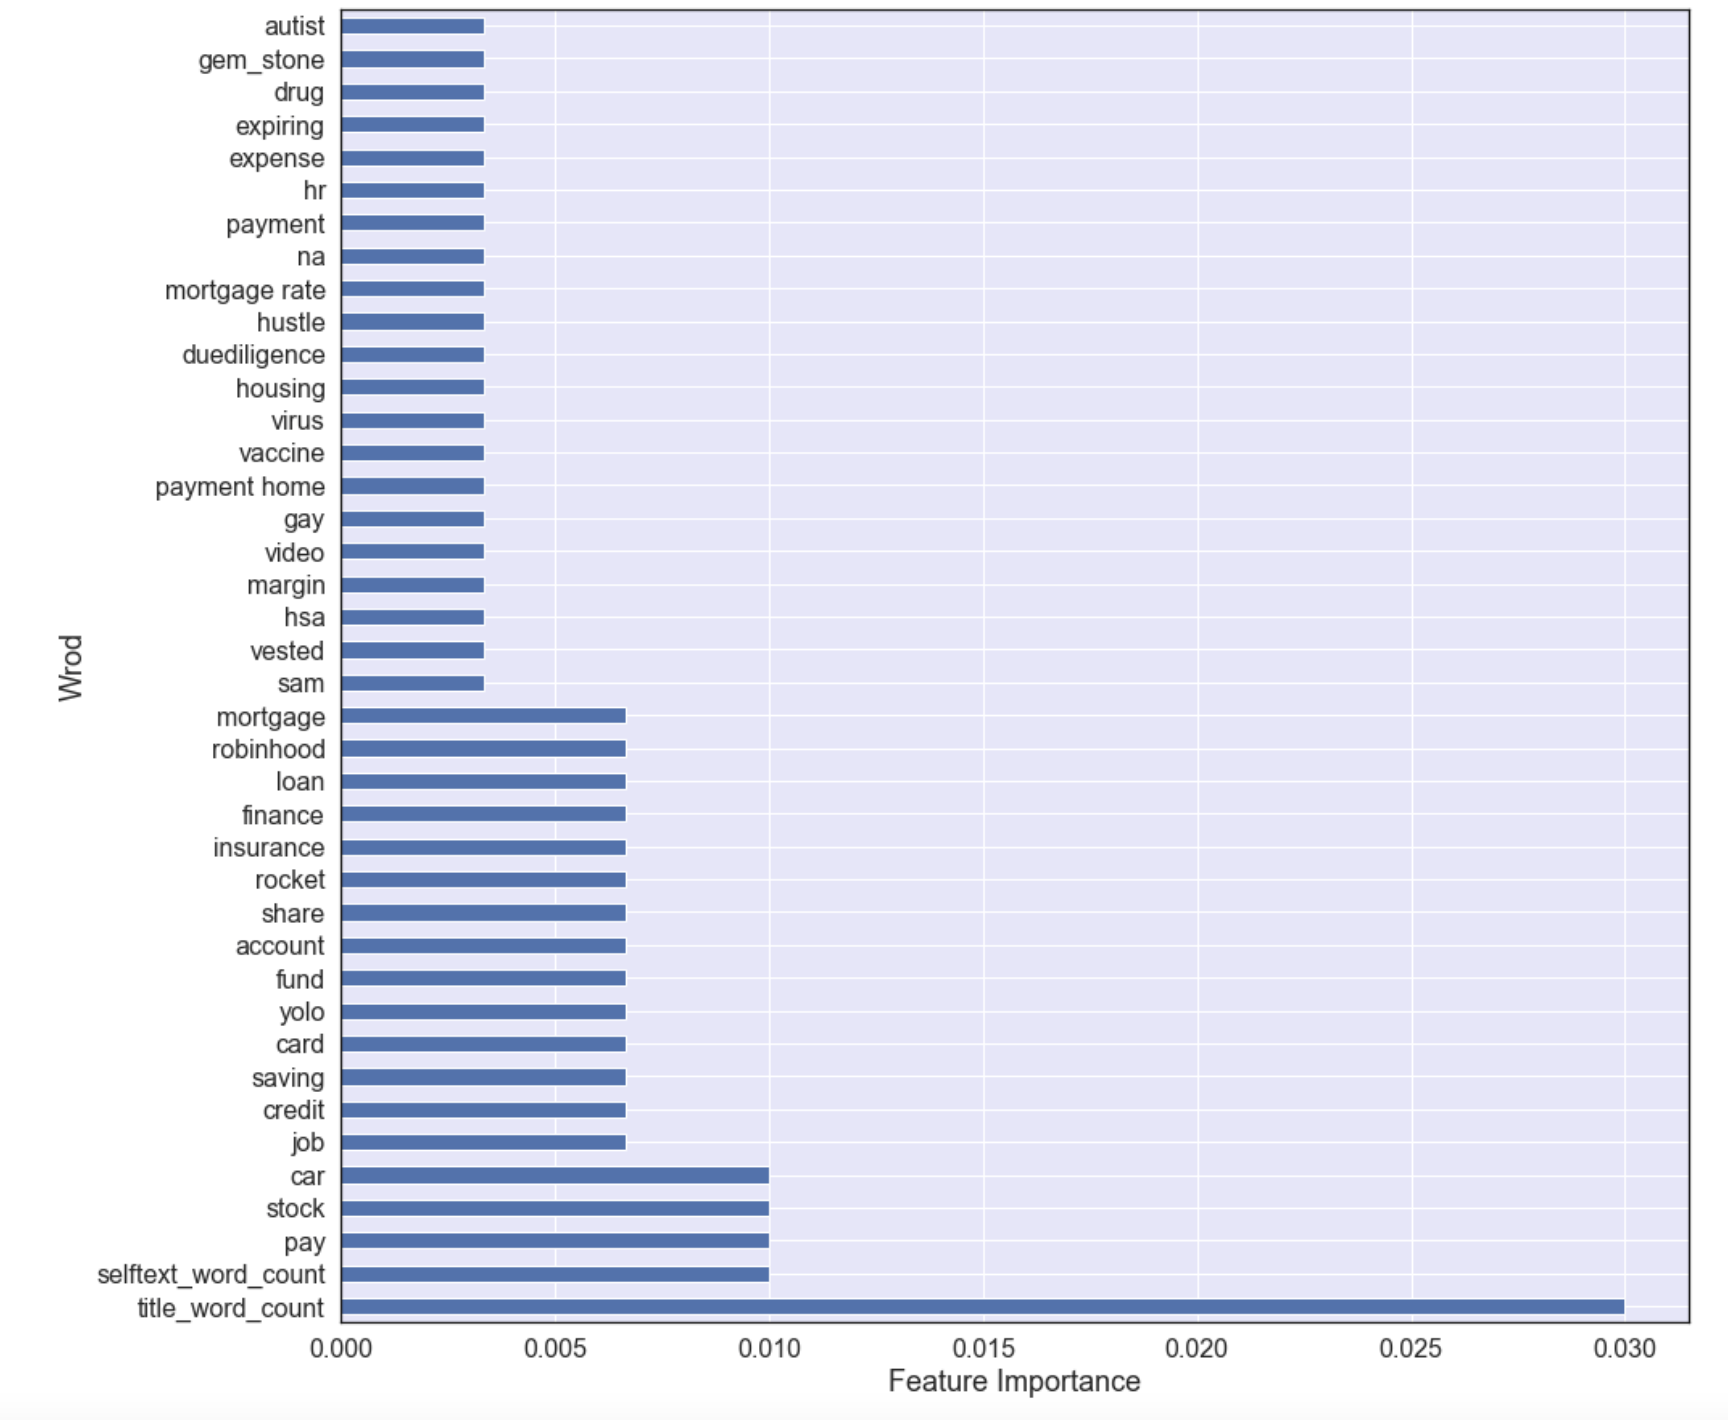 autist
gem_stone
drug
expiring
expense
hr
payment
na
mortgage rate
hustle
duediligence
housing
virus
vaccine
payment home
gay
video
margin
hsa
vested
sam
mortgage
robinhood
loan
finance
insurance
rocket
share
account
fund
yolo
card
saving
credit
job
car
stock
pay
selftext_word_count
title_word_count
Wrod
0.000 0.005 0.010 0.015 0.020 0.025 0.030
Feature Importance